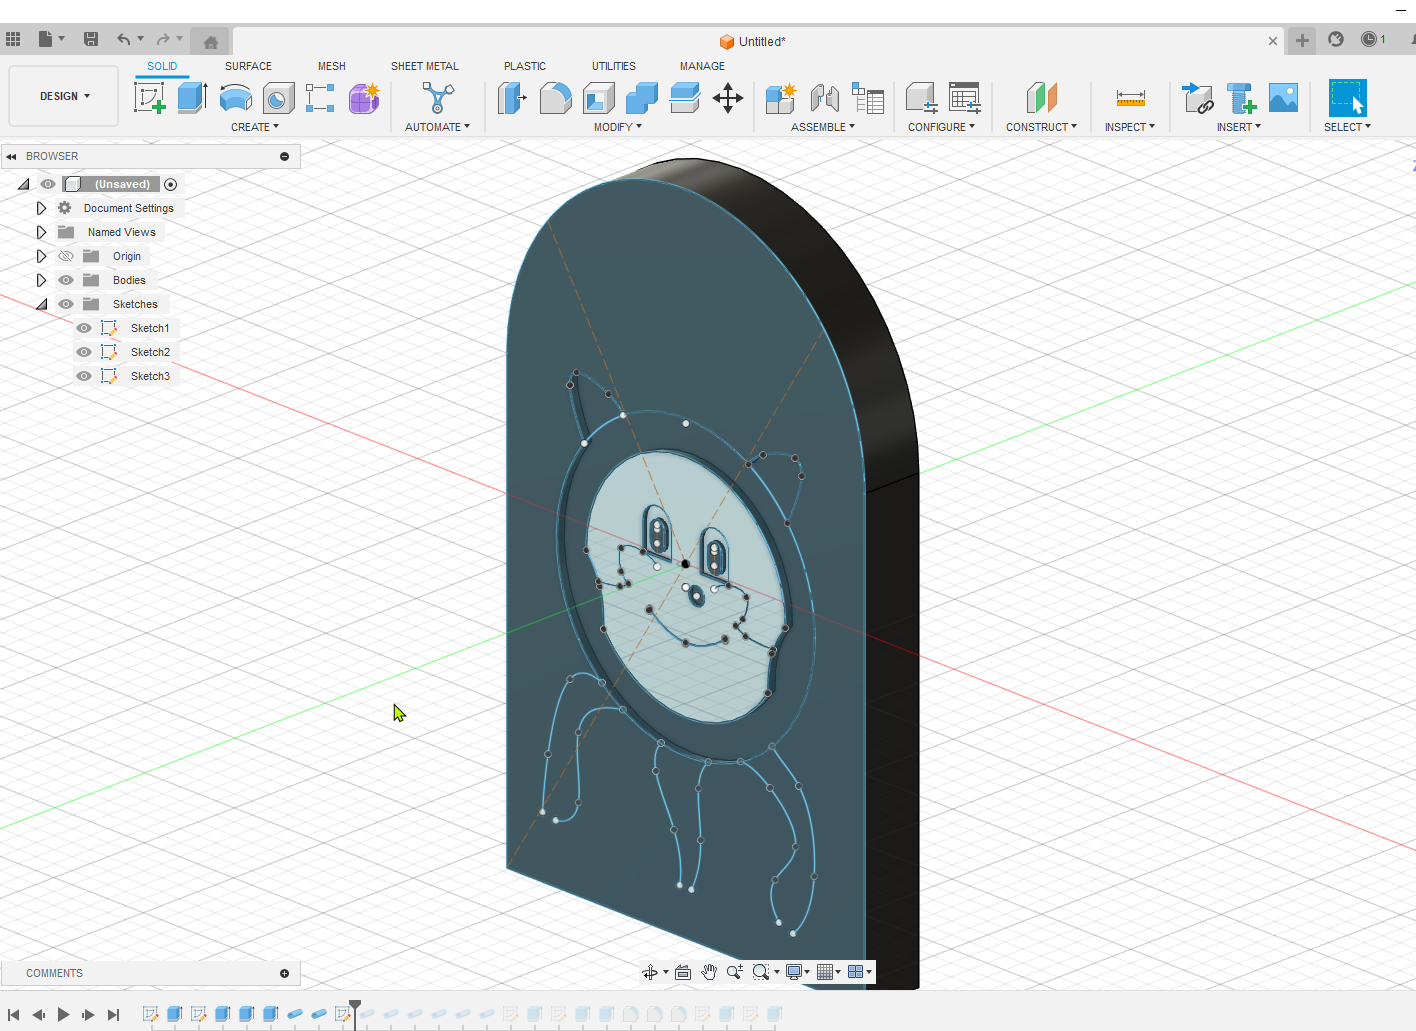 Untitled*
1
SOLID SURFACE MESH SHEET METAL PLASTIC UTILITIES MANAGE
DESIGN
CREATE AUTOMATE MODIFY ASSEMBLE CONFIGURE CONSTRUCT INSPECT INSERT SELECT
BROWSER
(Unsaved)
Document Settings
Named Views
Origin
Bodies
Sketches
Sketch1
Sketch2
Sketch3
COMMENTS